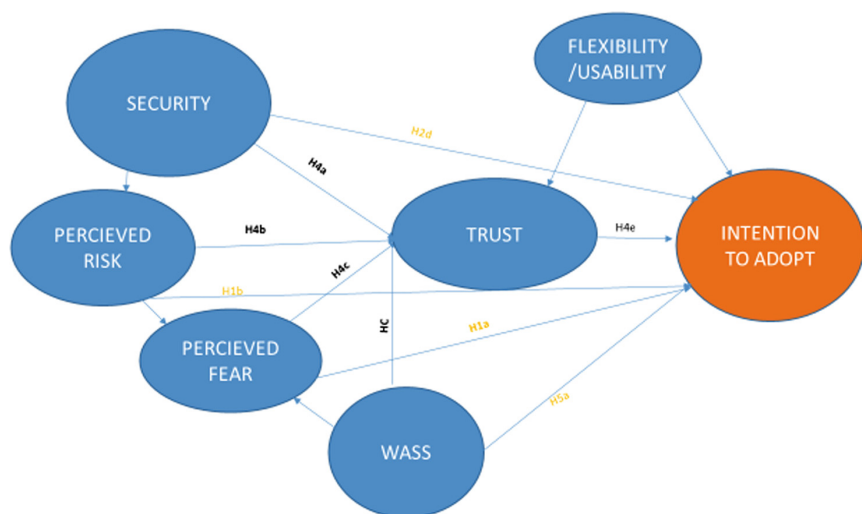 FLEXIBILITY
/USABILITY
SECURITY
H2d
H4a
PERCIEVED
RISK
H4b
TRUST
H4e
INTENTION
TO ADOPT
H4c
H1b
HC
H1a
PERCIEVED
FEAR
H5a
WASS